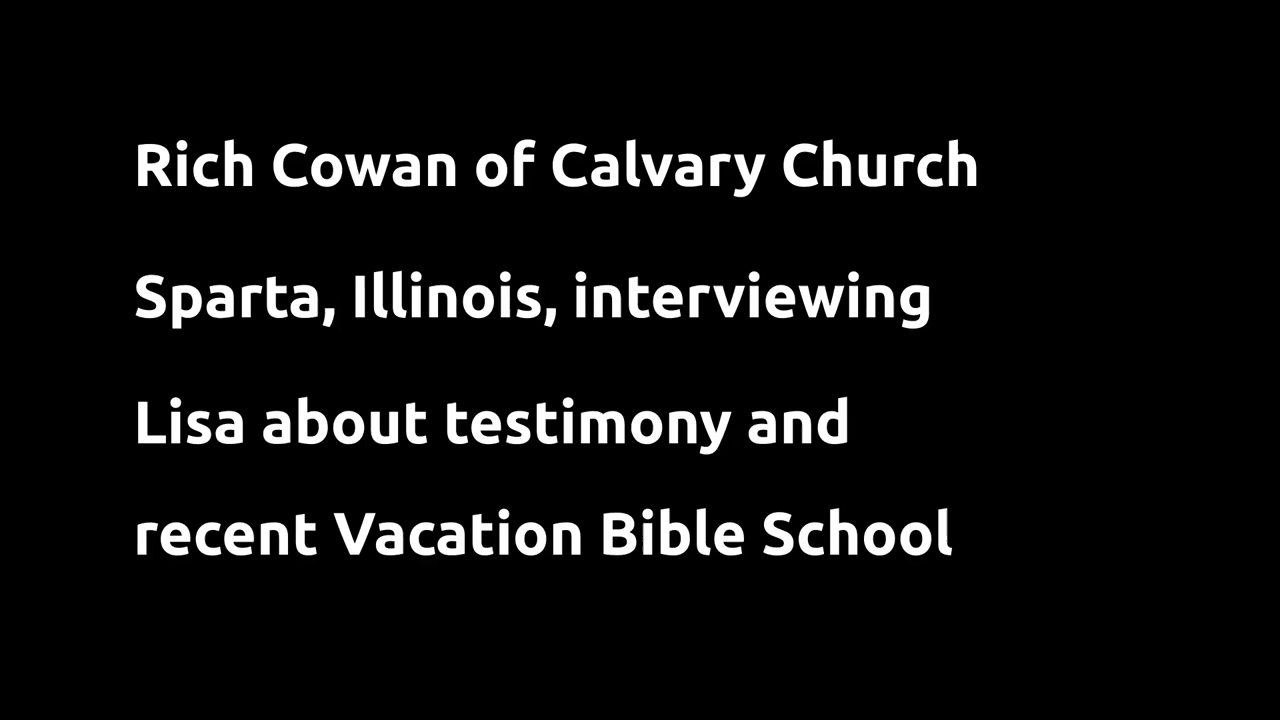 Rich Cowan of Calvary Church
Sparta, Illinois, interviewing
Lisa about testimony and
recent Vacation Bible School